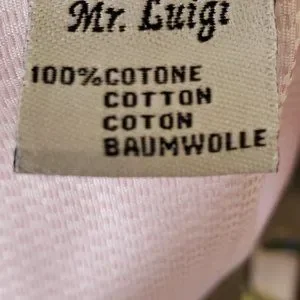 Mr. Luigi
100% COTONE
COTTON
COTON
BAUMWOLLE